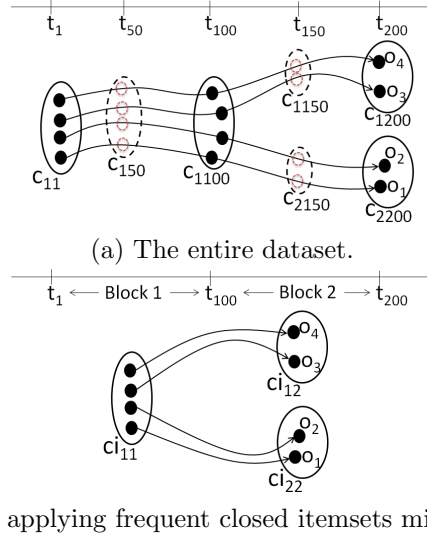 t1 t50 t100 t150 t200
o4
o3
c1150 c1200
c11 c150 c1100
o2
o1
c2150 c2200
(a) The entire dataset.
t1 Block 1 t100 Block 2 t200
o4
o3
ci12
ci11
o2
o1
ci22
applying frequent closed itemsets mi